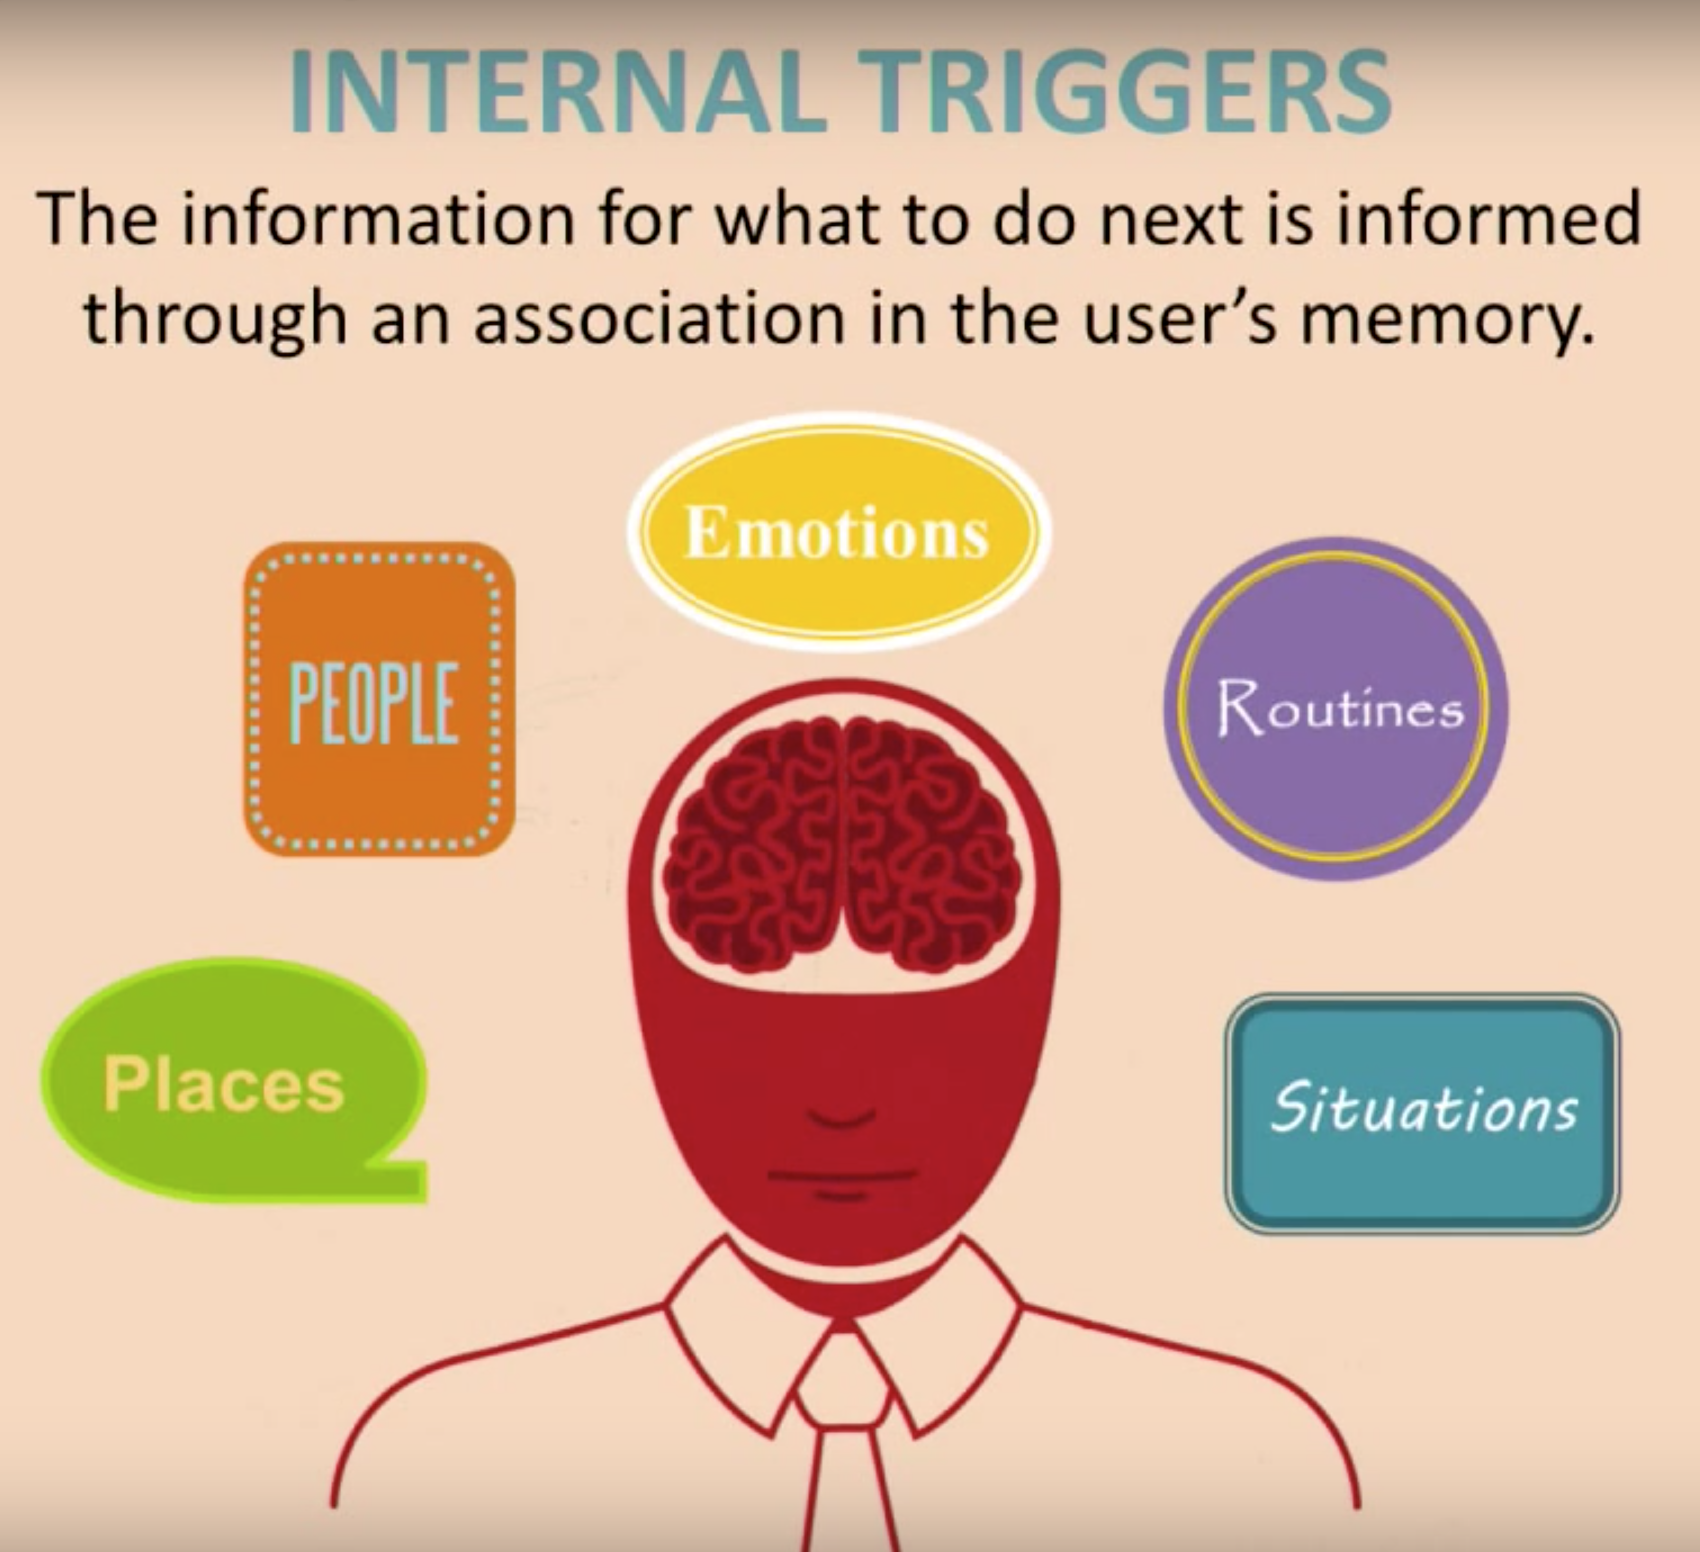 INTERNAL TRIGGERS
The information for what to do next is informed
through an association in the user's memory.
Emotions
PEOPLE
Routines
Places
Situations